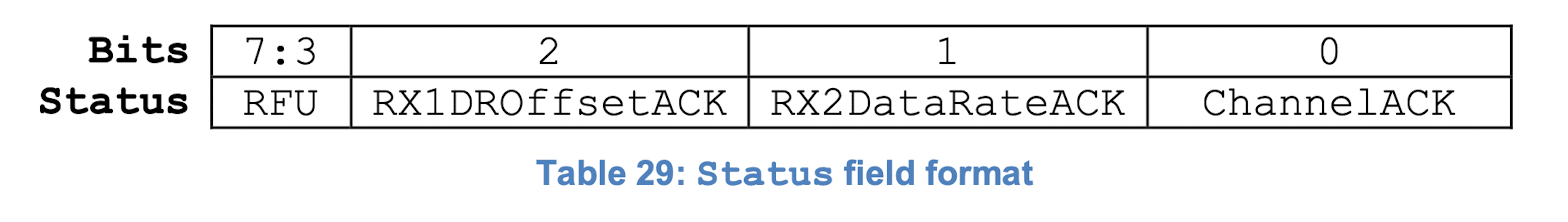 Bits 7:3 2 1 0
Status RFU RX1DROffsetACK RX2DataRateACK ChannelACK
Table 29: Status field format